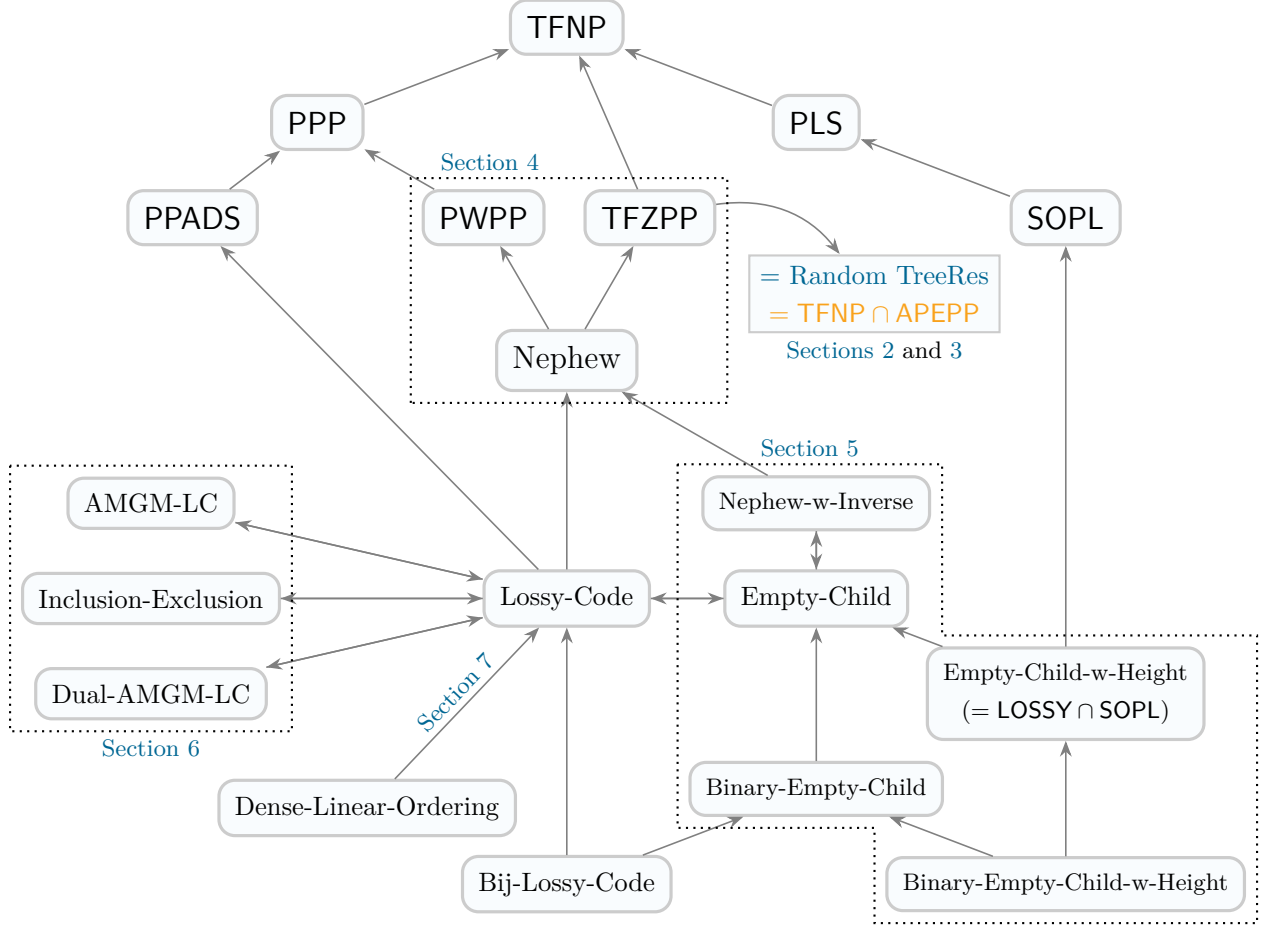 TFNP
PPP
PLS
Section 4
PPADS
PWPP
TFZPP
SOPL
= Random TreeRes
= TFNP ∩ APEPP
Sections 2 and 3
Nephew
Section 5
AMGM-LC
Nephew-w-Inverse
Inclusion-Exclusion
Lossy-Code
Empty-Child
Empty-Child-w-Height
(= LOSSY ∩ SOPL)
Dual-AMGM-LC
Section 7
Section 6
Binary-Empty-Child
Dense-Linear-Ordering
Bij-Lossy-Code
Binary-Empty-Child-w-Height